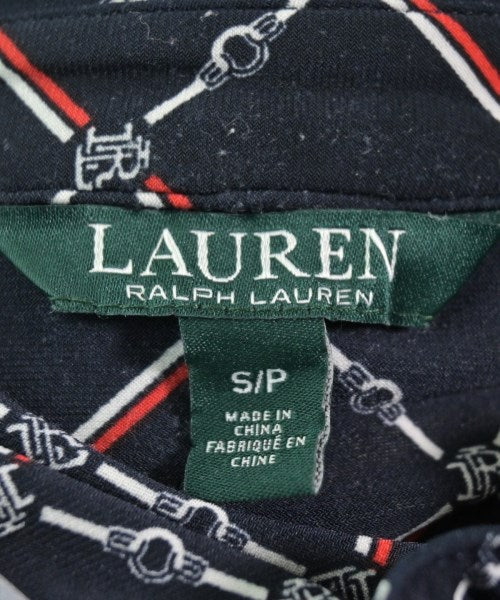 LAUREN
RALPH LAUREN
S/P
MADE IN
CHINA
FABRIQUÉ EN
CHINE